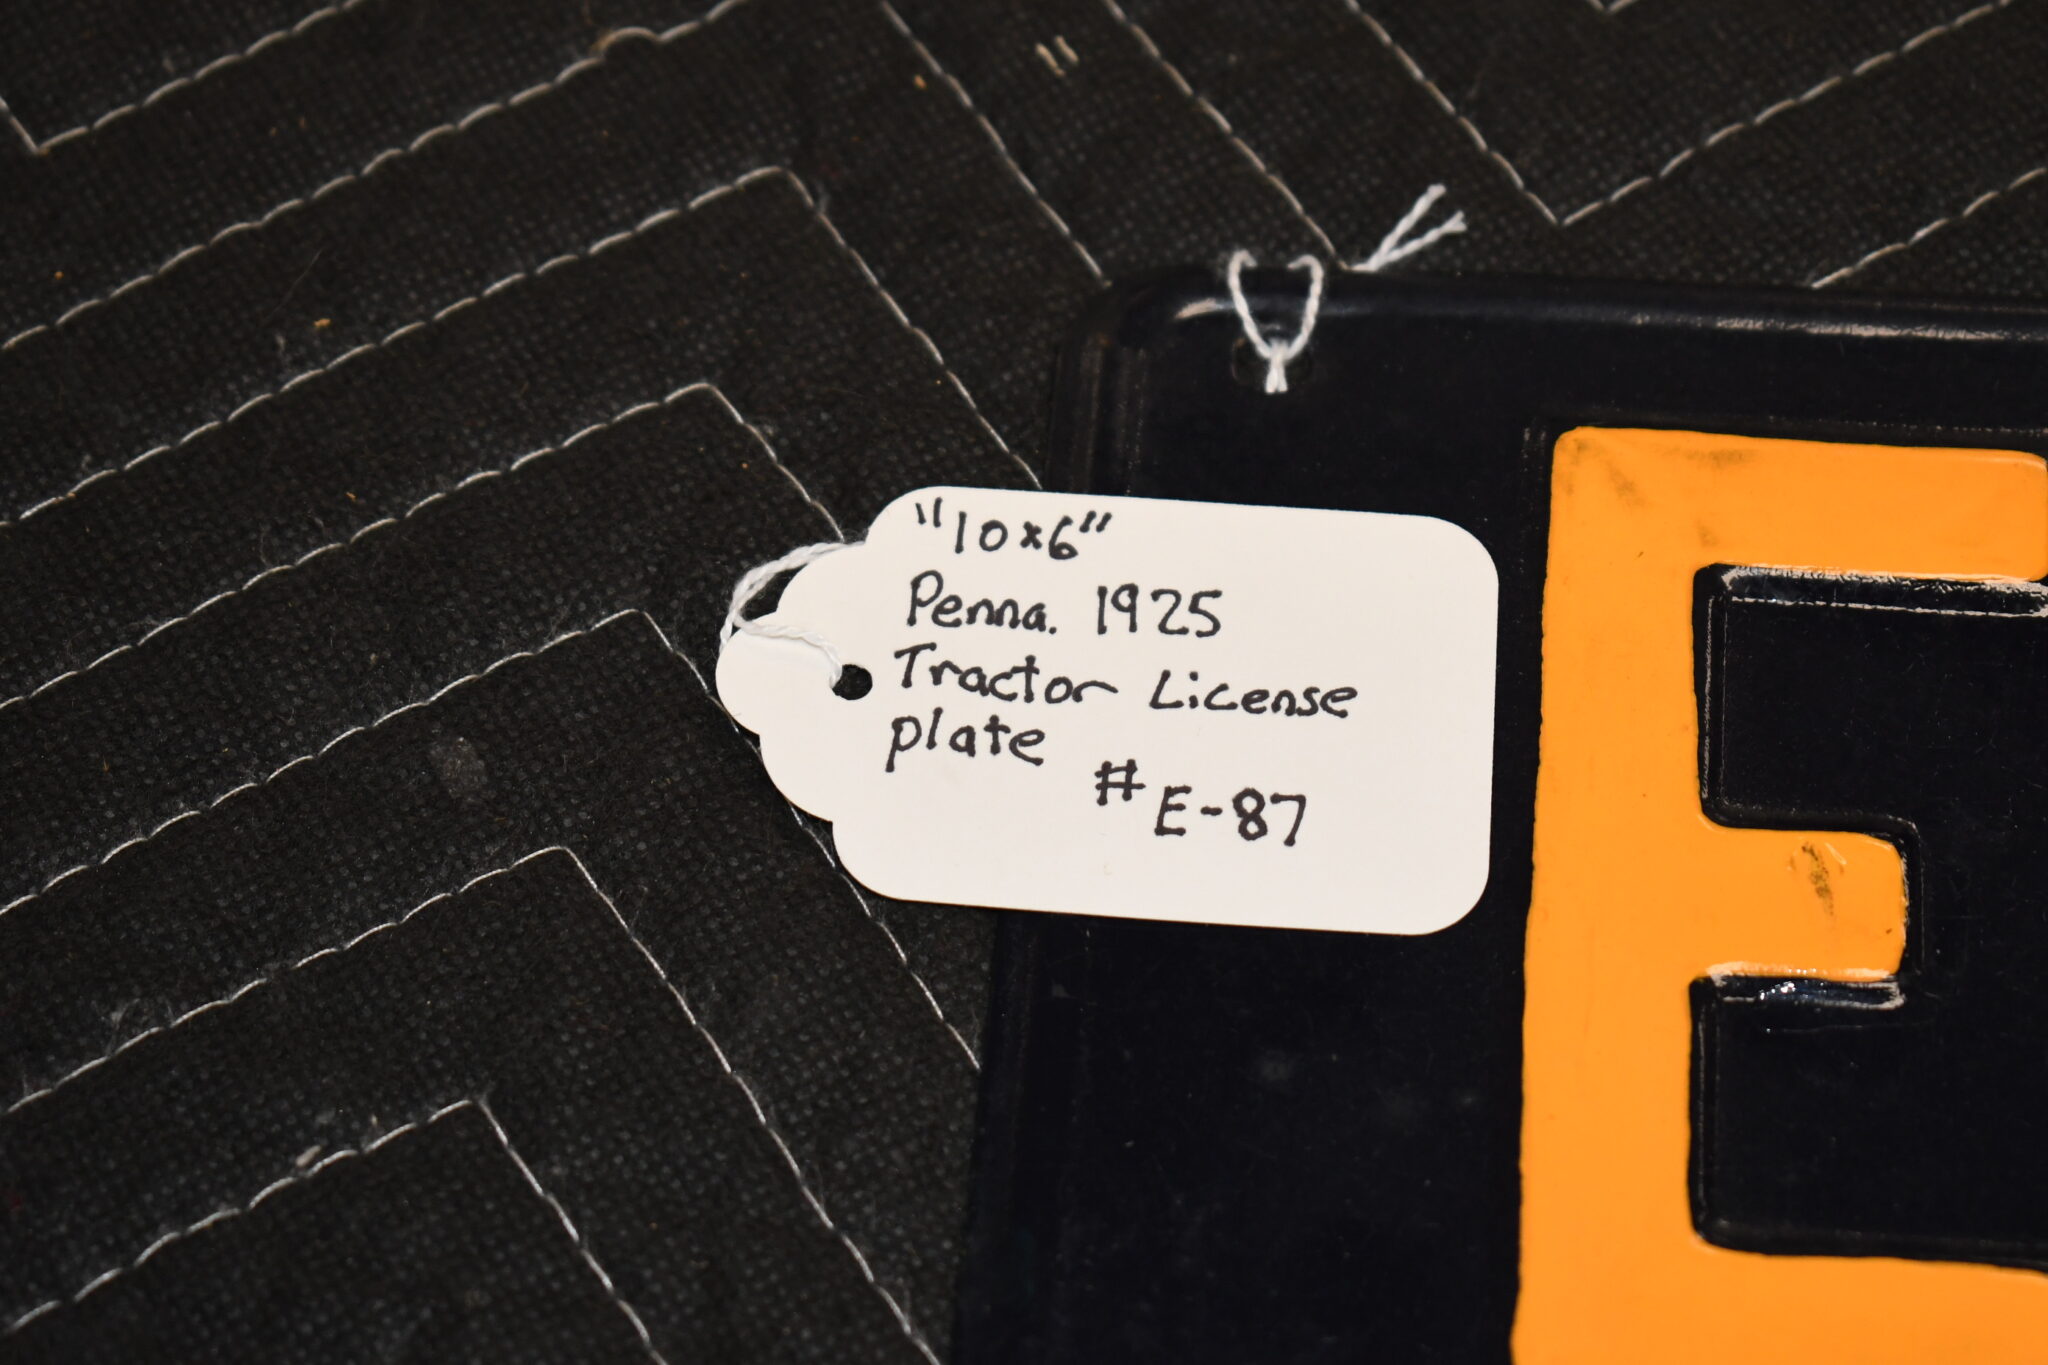 "10x6"
Penna. 1925
Tractor License
plate
# E-87
E